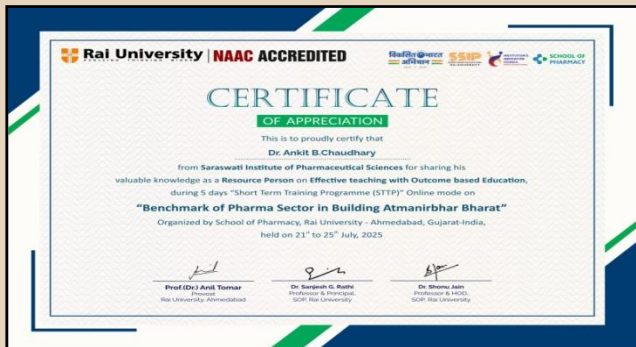 Rai University | NAAC ACCREDITED
विकसित भारत
अभियान
SSIP
INSTITUTION'S
INNOVATION
COUNCIL
SCHOOL OF
PHARMACY
CERTIFICATE
OF APPRECIATION
This is to proudly certify that
Dr. Ankit B.Chaudhary
from Saraswati Institute of Pharmaceutical Sciences for sharing his
valuable knowledge as a Resource Person on Effective teaching with Outcome based Education,
during 5 days "Short Term Training Programme (STTP)" Online mode on
"Benchmark of Pharma Sector in Building Atmanirbhar Bharat"
Organized by School of Pharmacy, Rai University - Ahmedabad, Gujarat-India,
held on 21st to 25th July, 2025
Prof.(Dr.) Anil Tomar
Provost
Rai University, Ahmedabad
Dr. Sanjesh G. Rathi
Professor & Principal,
SOP, Rai University
Dr. Shonu Jain
Professor & HOD,
SOP, Rai University